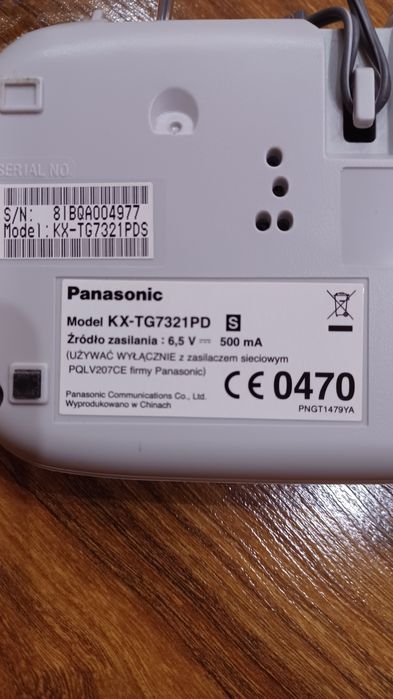 SERIAL NO
S/N: 8IBQA004977
Model:KX-TG7321PDS
Panasonic
Model KX-TG7321PD S
Źródło zasilania : 6,5 V ⎓ 500 mA
(UŻYWAĆ WYŁĄCZNIE z zasilaczem sieciowym
PQLV207CE firmy Panasonic)
CE 0470
Panasonic Communications Co., Ltd.
Wyprodukowano w Chinach
PNGT1479YA